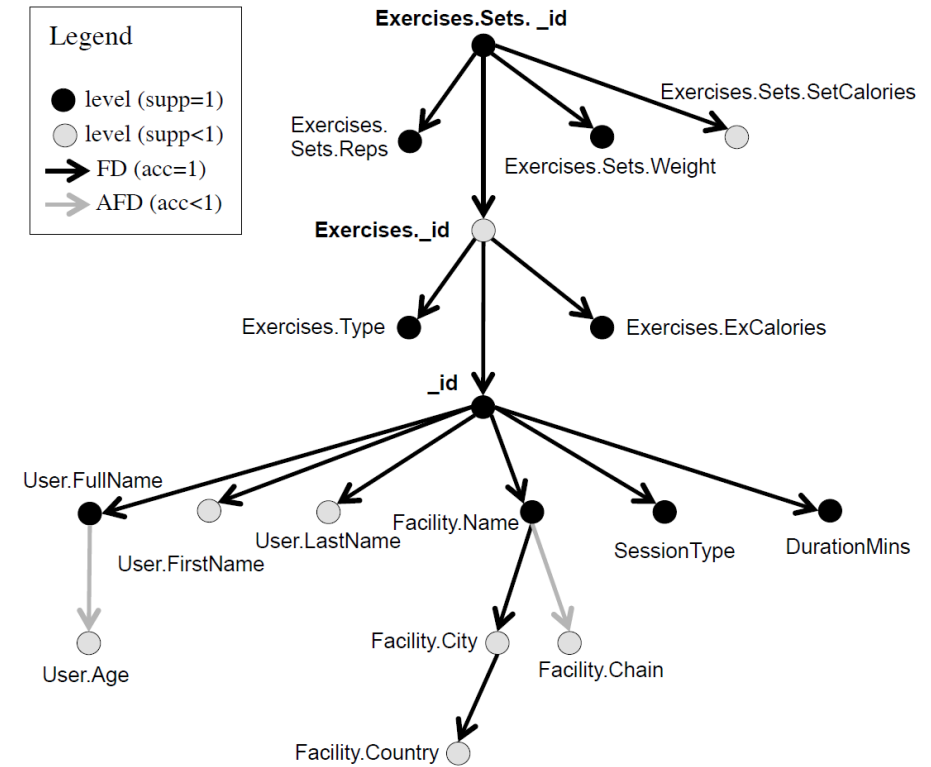 Exercises.Sets. _id
Legend
level (supp=1)
level (supp<1)
FD (acc=1)
AFD (acc<1)
Exercises.Sets.SetCalories
Exercises.
Sets.Reps
Exercises.Sets.Weight
Exercises._id
Exercises.Type
Exercises.ExCalories
_id
User.FullName
User.FirstName
User.LastName
Facility.Name
SessionType
DurationMins
Facility.City
User.Age
Facility.Chain
Facility.Country